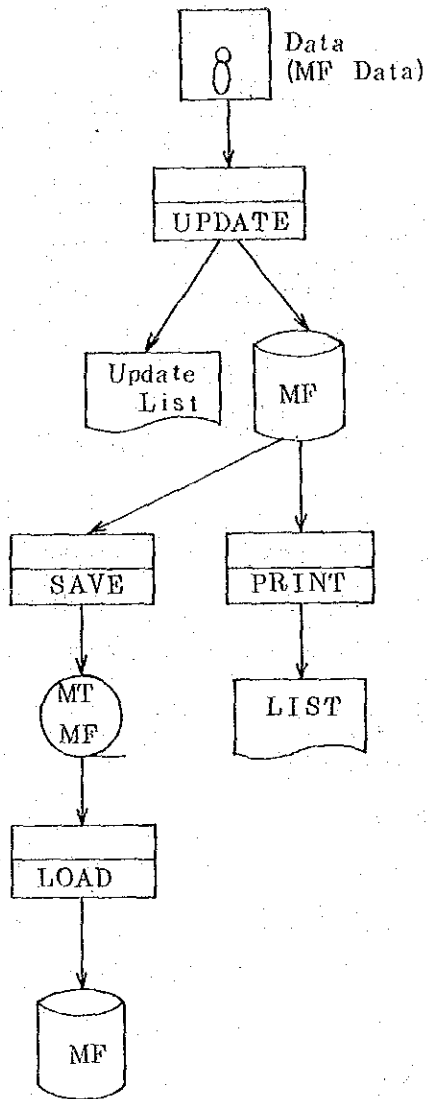 Data
(MF Data)
UPDATE
Update
List
MF
SAVE
PRINT
MT
MF
LIST
LOAD
MF